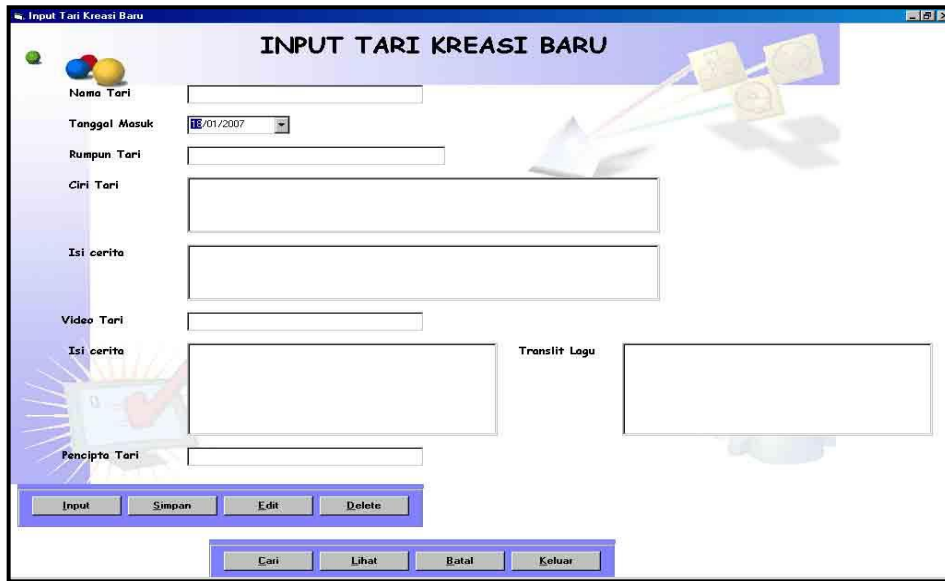 Input Tari Kreasi Baru
INPUT TARI KREASI BARU
Nama Tari
Tanggal Masuk 18/01/2007
Rumpun Tari
Ciri Tari
Isi cerita
Video Tari
Isi cerita Translit Lagu
Pencipta Tari
Input Simpan Edit Delete
Cari Lihat Batal Keluar